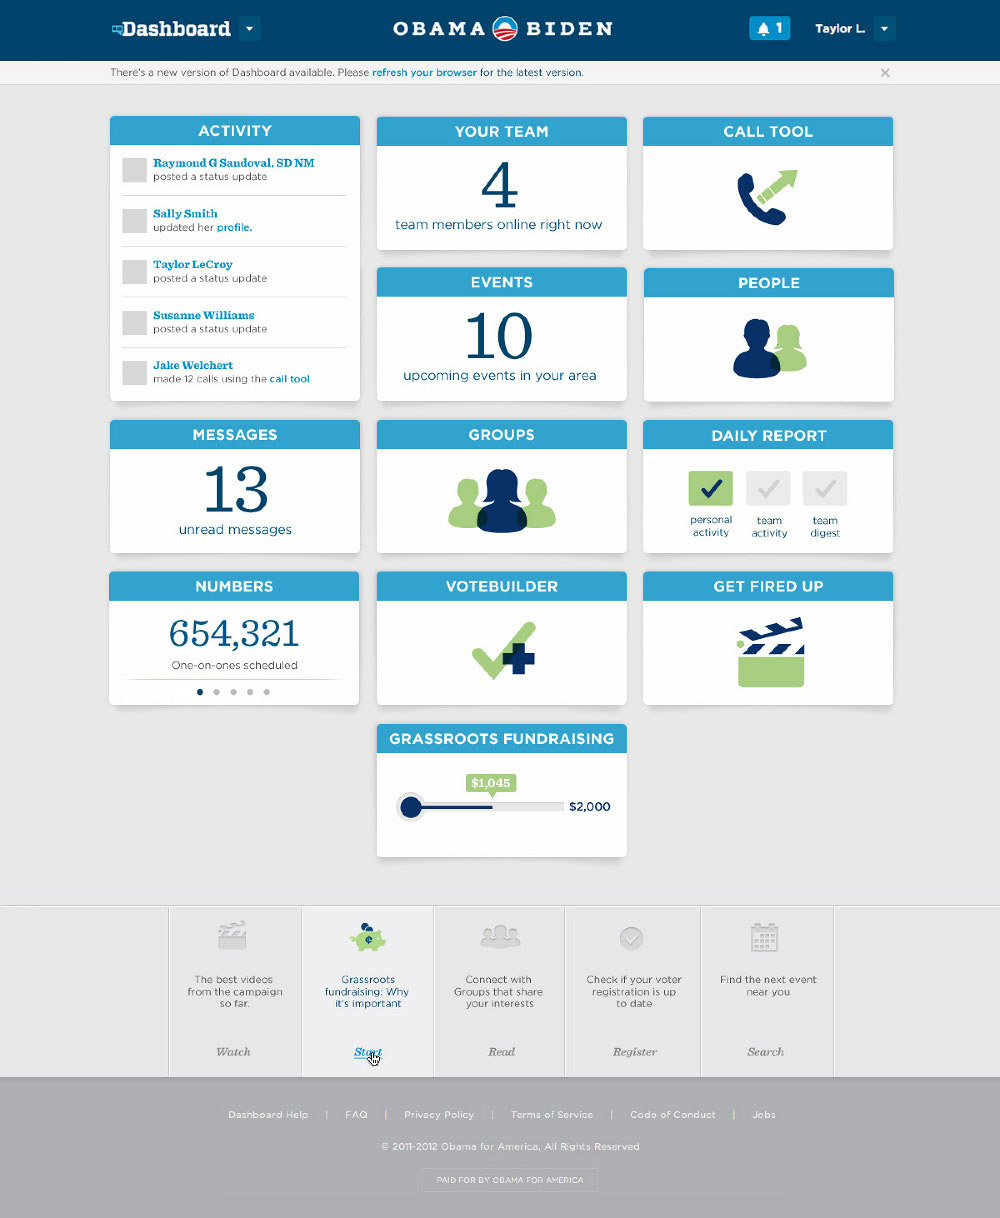 Dashboard
OBAMA BIDEN
1
Taylor L.
There's a new version of Dashboard available. Please refresh your browser for the latest version.
ACTIVITY
Raymond G Sandoval, SD NM
posted a status update
Sally Smith
updated her profile.
Taylor LeCroy
posted a status update
Susanne Williams
posted a status update
Jake Welchert
made 12 calls using the call tool
YOUR TEAM
4
team members online right now
CALL TOOL
EVENTS
10
upcoming events in your area
PEOPLE
MESSAGES
13
unread messages
GROUPS
DAILY REPORT
personal
activity
team
activity
team
digest
NUMBERS
654,321
One-on-ones scheduled
VOTEBUILDER
GET FIRED UP
GRASSROOTS FUNDRAISING
$1,045
$2,000
The best videos
from the campaign
so far.
Watch
Grassroots
fundraising: Why
it's important
Start
Connect with
Groups that share
your interests
Read
Check if your voter
registration is up
to date
Register
Find the next event
near you
Search
Dashboard Help | FAQ | Privacy Policy | Terms of Service | Code of Conduct | Jobs
© 2011-2012 Obama for America, All Rights Reserved
PAID FOR BY OBAMA FOR AMERICA